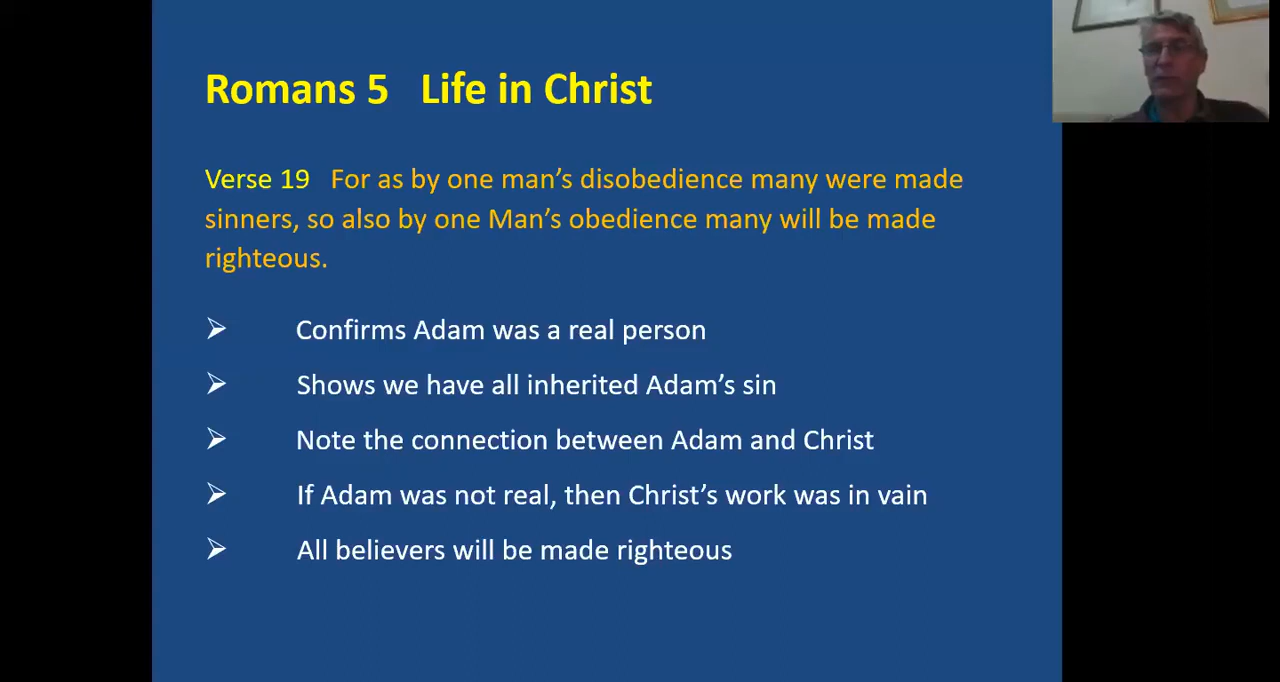 Romans 5   Life in Christ
Verse 19   For as by one man’s disobedience many were made
sinners, so also by one Man’s obedience many will be made
righteous.
Confirms Adam was a real person
Shows we have all inherited Adam’s sin
Note the connection between Adam and Christ
If Adam was not real, then Christ’s work was in vain
All believers will be made righteous